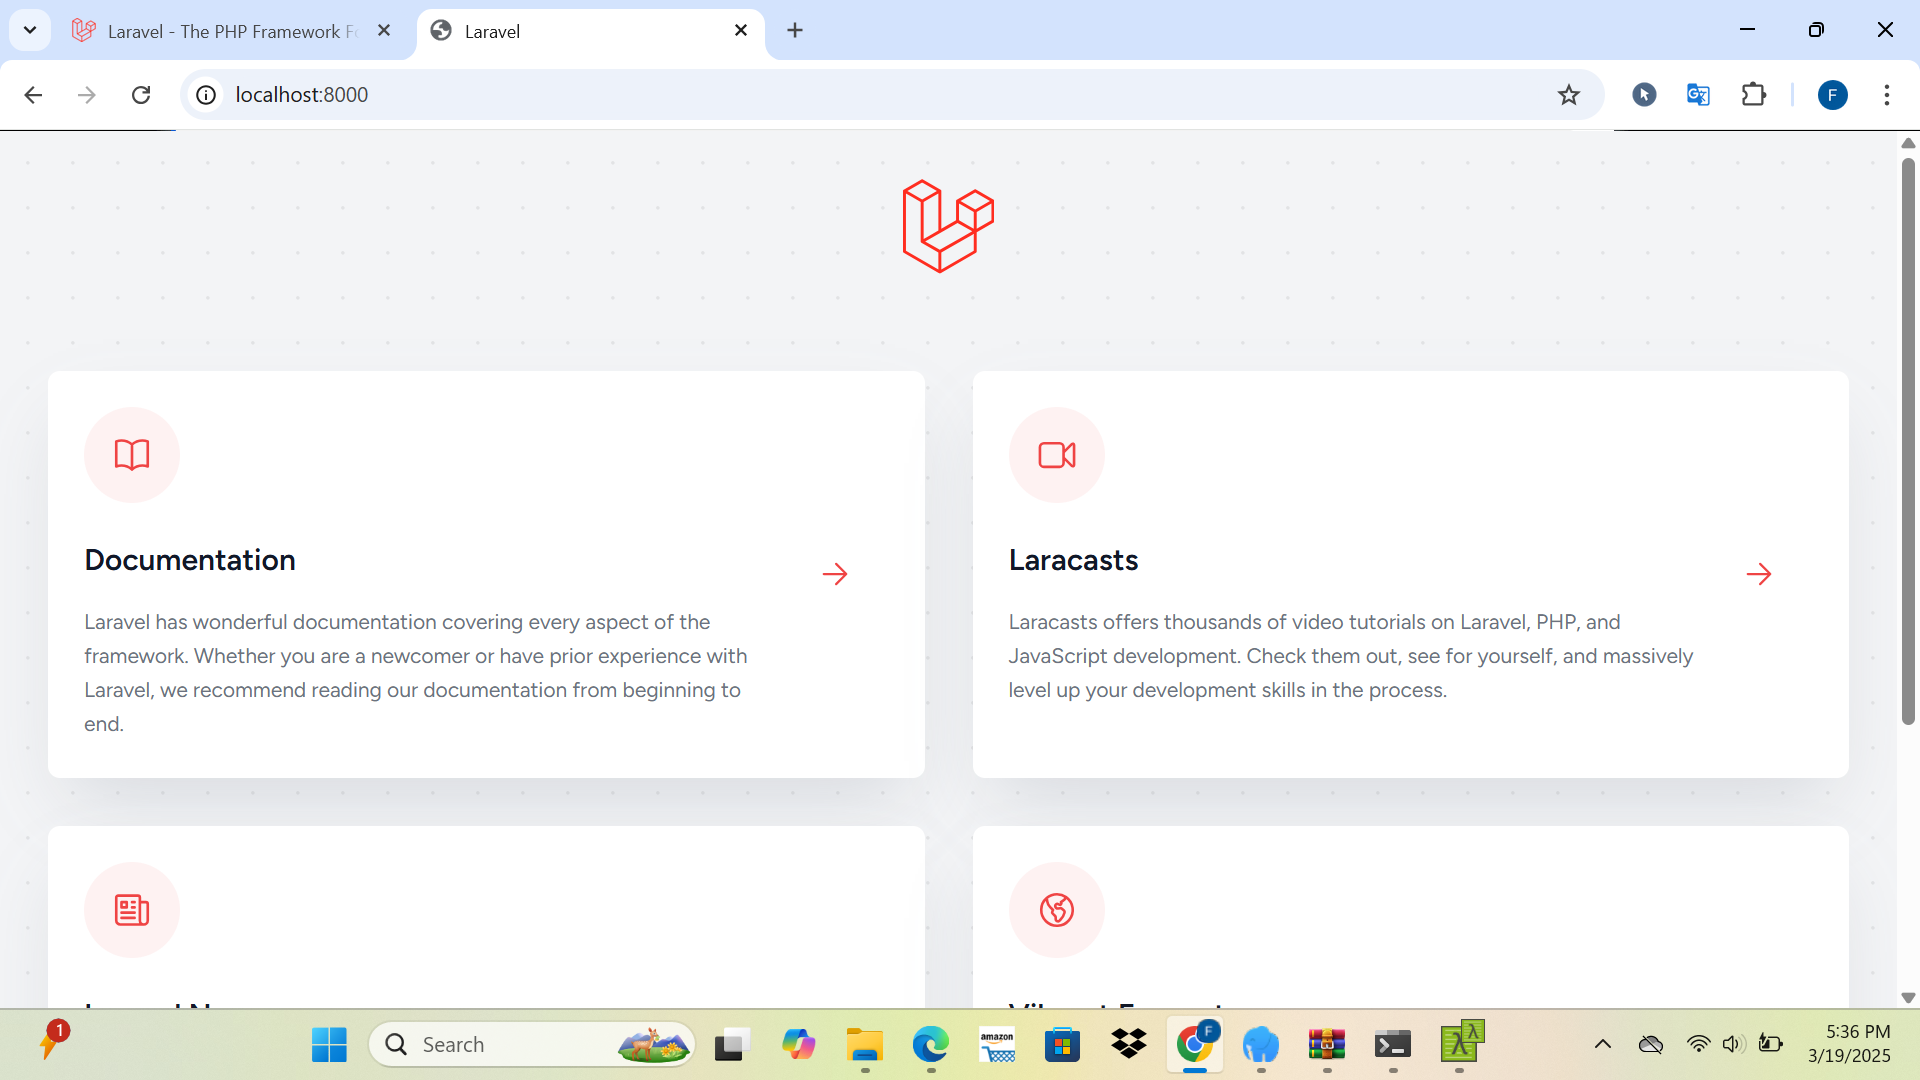 Laravel - The PHP Framework Fo
Laravel
localhost:8000
F
Documentation
Laravel has wonderful documentation covering every aspect of the
framework. Whether you are a newcomer or have prior experience with
Laravel, we recommend reading our documentation from beginning to
end.
Laracasts
Laracasts offers thousands of video tutorials on Laravel, PHP, and
JavaScript development. Check them out, see for yourself, and massively
level up your development skills in the process.
1
Search
amazon
F
5:36 PM
3/19/2025